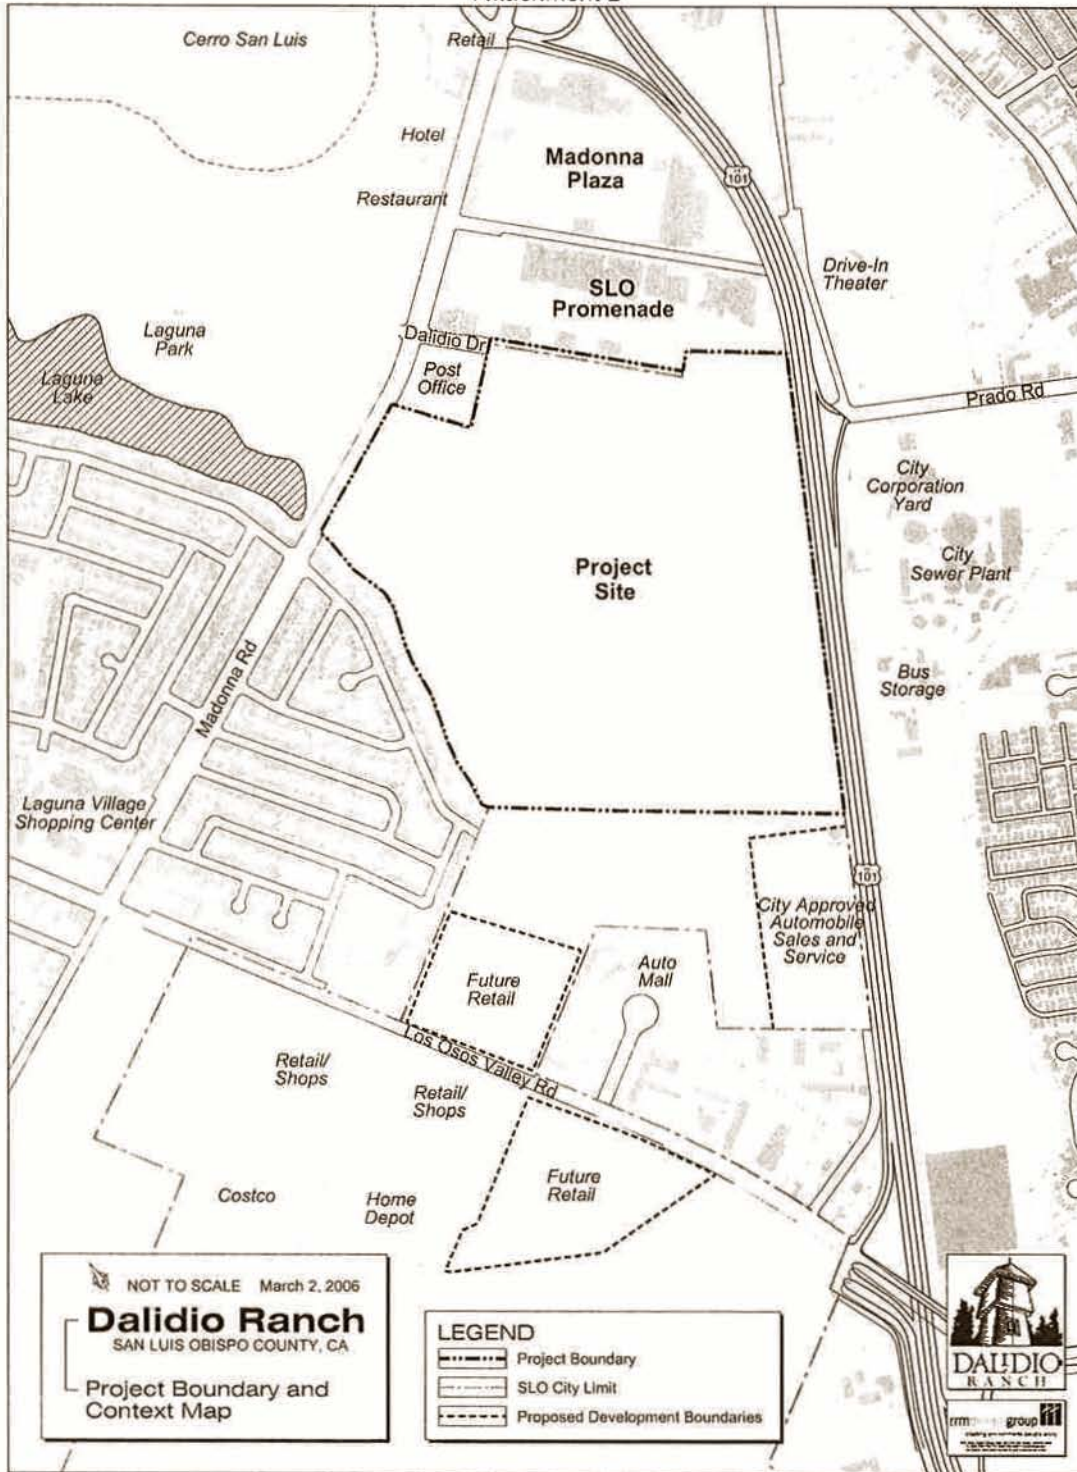 Cerro San Luis
Retail
Hotel
Madonna
Plaza
101
Restaurant
Drive-In
Theater
SLO
Promenade
Laguna
Park
Dalidio Dr
Post
Office
Laguna
Lake
Prado Rd
City
Corporation
Yard
City
Sewer Plant
Project
Site
Bus
Storage
Madonna Rd
Laguna Village
Shopping Center
101
City Approved
Automobile
Sales and
Service
Auto
Mall
Future
Retail
Los Osos Valley Rd
Retail/
Shops
Retail/
Shops
Future
Retail
Costco
Home
Depot
NOT TO SCALE March 2, 2006
Dalidio Ranch
SAN LUIS OBISPO COUNTY, CA
Project Boundary and
Context Map
LEGEND
Project Boundary
SLO City Limit
Proposed Development Boundaries
DALIDIO
RANCH
rrm group